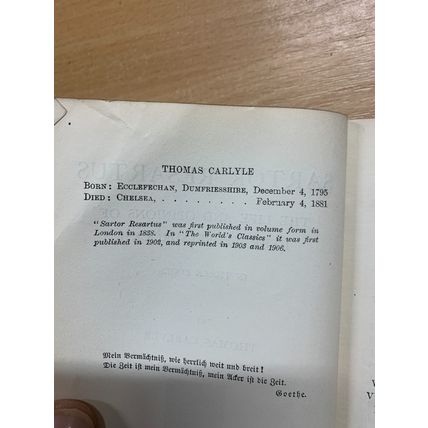 THOMAS CARLYLE
BORN: ECCLEFECHAN, DUMFRIESSHIRE, December 4, 1795
DIED: CHELSEA, . . . . . . . . . February 4, 1881
"Sartor Resartus" was first published in volume form in
London in 1838. In "The World's Classics" it was first
published in 1902, and reprinted in 1903 and 1906.
Mein Vermächtniß, wie herrlich weit und breit!
Die Zeit ist mein Vermächtniß, mein Acker ist die Zeit.
Goethe.